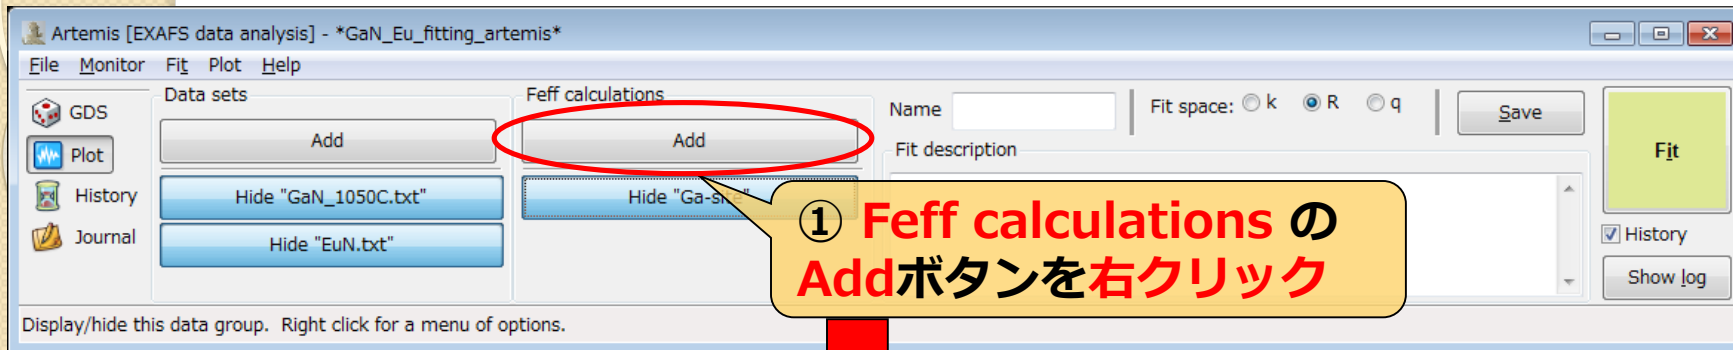 Artemis [EXAFS data analysis] - *GaN_Eu_fitting_artemis*
File Monitor Fit Plot Help
GDS
Plot
History
Journal
Data sets
Add
Hide "GaN_1050C.txt"
Hide "EuN.txt"
Feff calculations
Add
Hide "Ga-site"
Name
Fit space: k R q
Save
Fit description
Fit
History
Show log
① Feff calculations の
Addボタンを右クリック
Display/hide this data group. Right click for a menu of options.